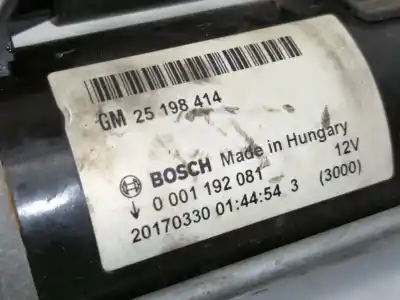 GM 25 198 414
BOSCH Made in Hungary
0 001 192 081 12V
20170330 01:44:54 3 (3000)